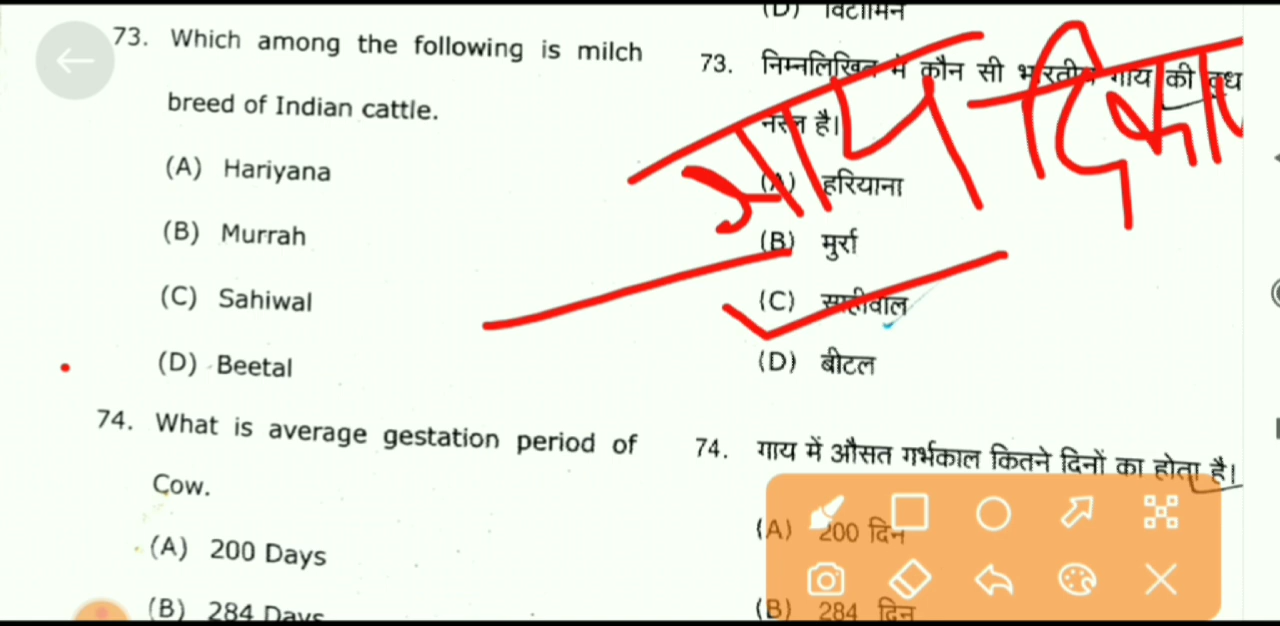 73. Which among the following is milch
breed of Indian cattle.
(A) Hariyana
(B) Murrah
(C) Sahiwal
(D) Beetal
74. What is average gestation period of
Cow.
(A) 200 Days
(B) 284 Days
(D) विटामिन
73. निम्नलिखित में कौन सी भारतीय गाय की दुध
नस्ल है।
गाय -
(A) हरियाना
(B) मुर्रा
(C) साहीवाल
(D) बीटल
74. गाय में औसत गर्भकाल कितने दिनों का होता है।
(A) 200 दिन
(B) 284 दिन